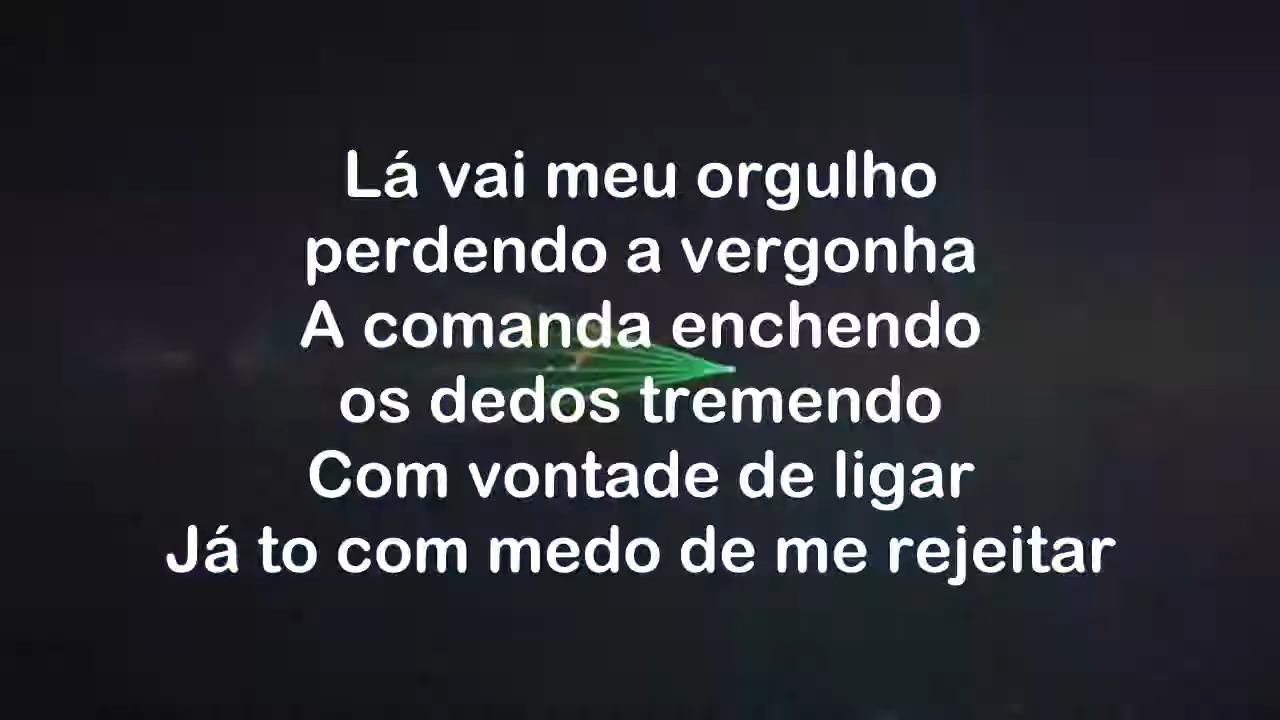 Lá vai meu orgulho
perdendo a vergonha
A comanda enchendo
os dedos tremendo
Com vontade de ligar
Já to com medo de me rejeitar